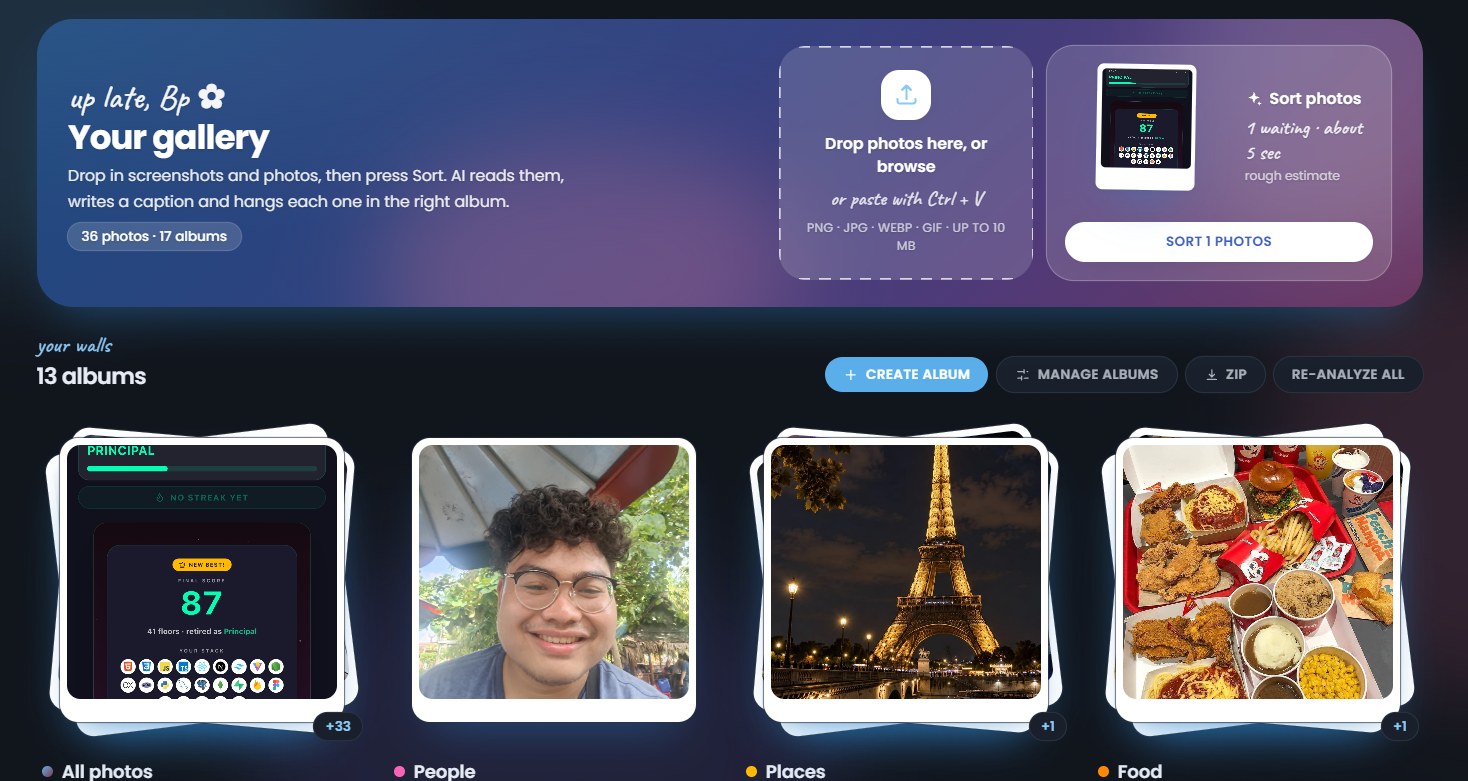 up late, Bp
Your gallery
Drop in screenshots and photos, then press Sort. AI reads them,
writes a caption and hangs each one in the right album.
36 photos · 17 albums
Drop photos here, or
browse
or paste with Ctrl + V
PNG · JPG · WEBP · GIF · UP TO 10
MB
87
Sort photos
1 waiting · about
5 sec
rough estimate
SORT 1 PHOTOS
your walls
13 albums
CREATE ALBUM
MANAGE ALBUMS
ZIP
RE-ANALYZE ALL
PRINCIPAL
NO STREAK YET
NEW BEST!
FINAL SCORE
87
41 floors · retired as Principal
YOUR STACK
+33
+1
+1
All photos
People
Places
Food